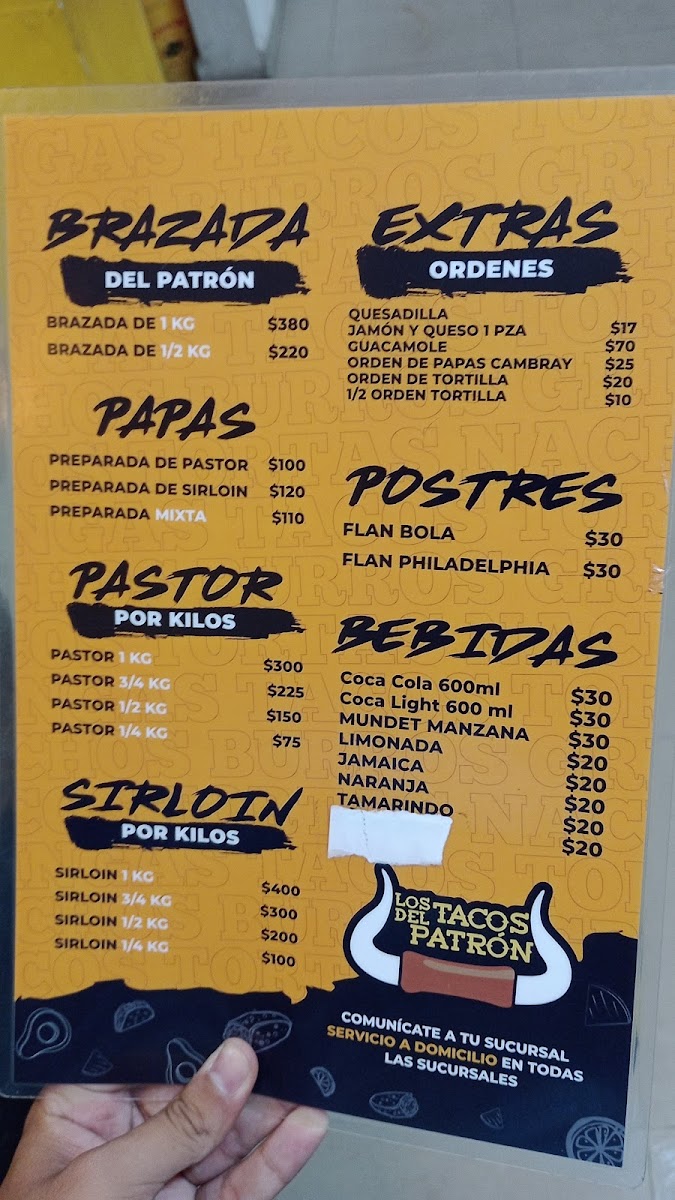 BRAZADA
DEL PATRÓN
BRAZADA DE 1 KG $380
BRAZADA DE 1/2 KG $220
PAPAS
PREPARADA DE PASTOR $100
PREPARADA DE SIRLOIN $120
PREPARADA MIXTA $110
PASTOR
POR KILOS
PASTOR 1 KG $300
PASTOR 3/4 KG $225
PASTOR 1/2 KG $150
PASTOR 1/4 KG $75
SIRLOIN
POR KILOS
SIRLOIN 1 KG $400
SIRLOIN 3/4 KG $300
SIRLOIN 1/2 KG $200
SIRLOIN 1/4 KG $100
EXTRAS
ORDENES
QUESADILLA
JAMÓN Y QUESO 1 PZA $17
GUACAMOLE $70
ORDEN DE PAPAS CAMBRAY $25
ORDEN DE TORTILLA $20
1/2 ORDEN TORTILLA $10
POSTRES
FLAN BOLA $30
FLAN PHILADELPHIA $30
BEBIDAS
Coca Cola 600ml $30
Coca Light 600 ml $30
MUNDET MANZANA $30
LIMONADA $20
JAMAICA $20
NARANJA $20
TAMARINDO $20
$20
LOS TACOS
DEL PATRÓN
COMUNÍCATE A TU SUCURSAL
SERVICIO A DOMICILIO EN TODAS
LAS SUCURSALES